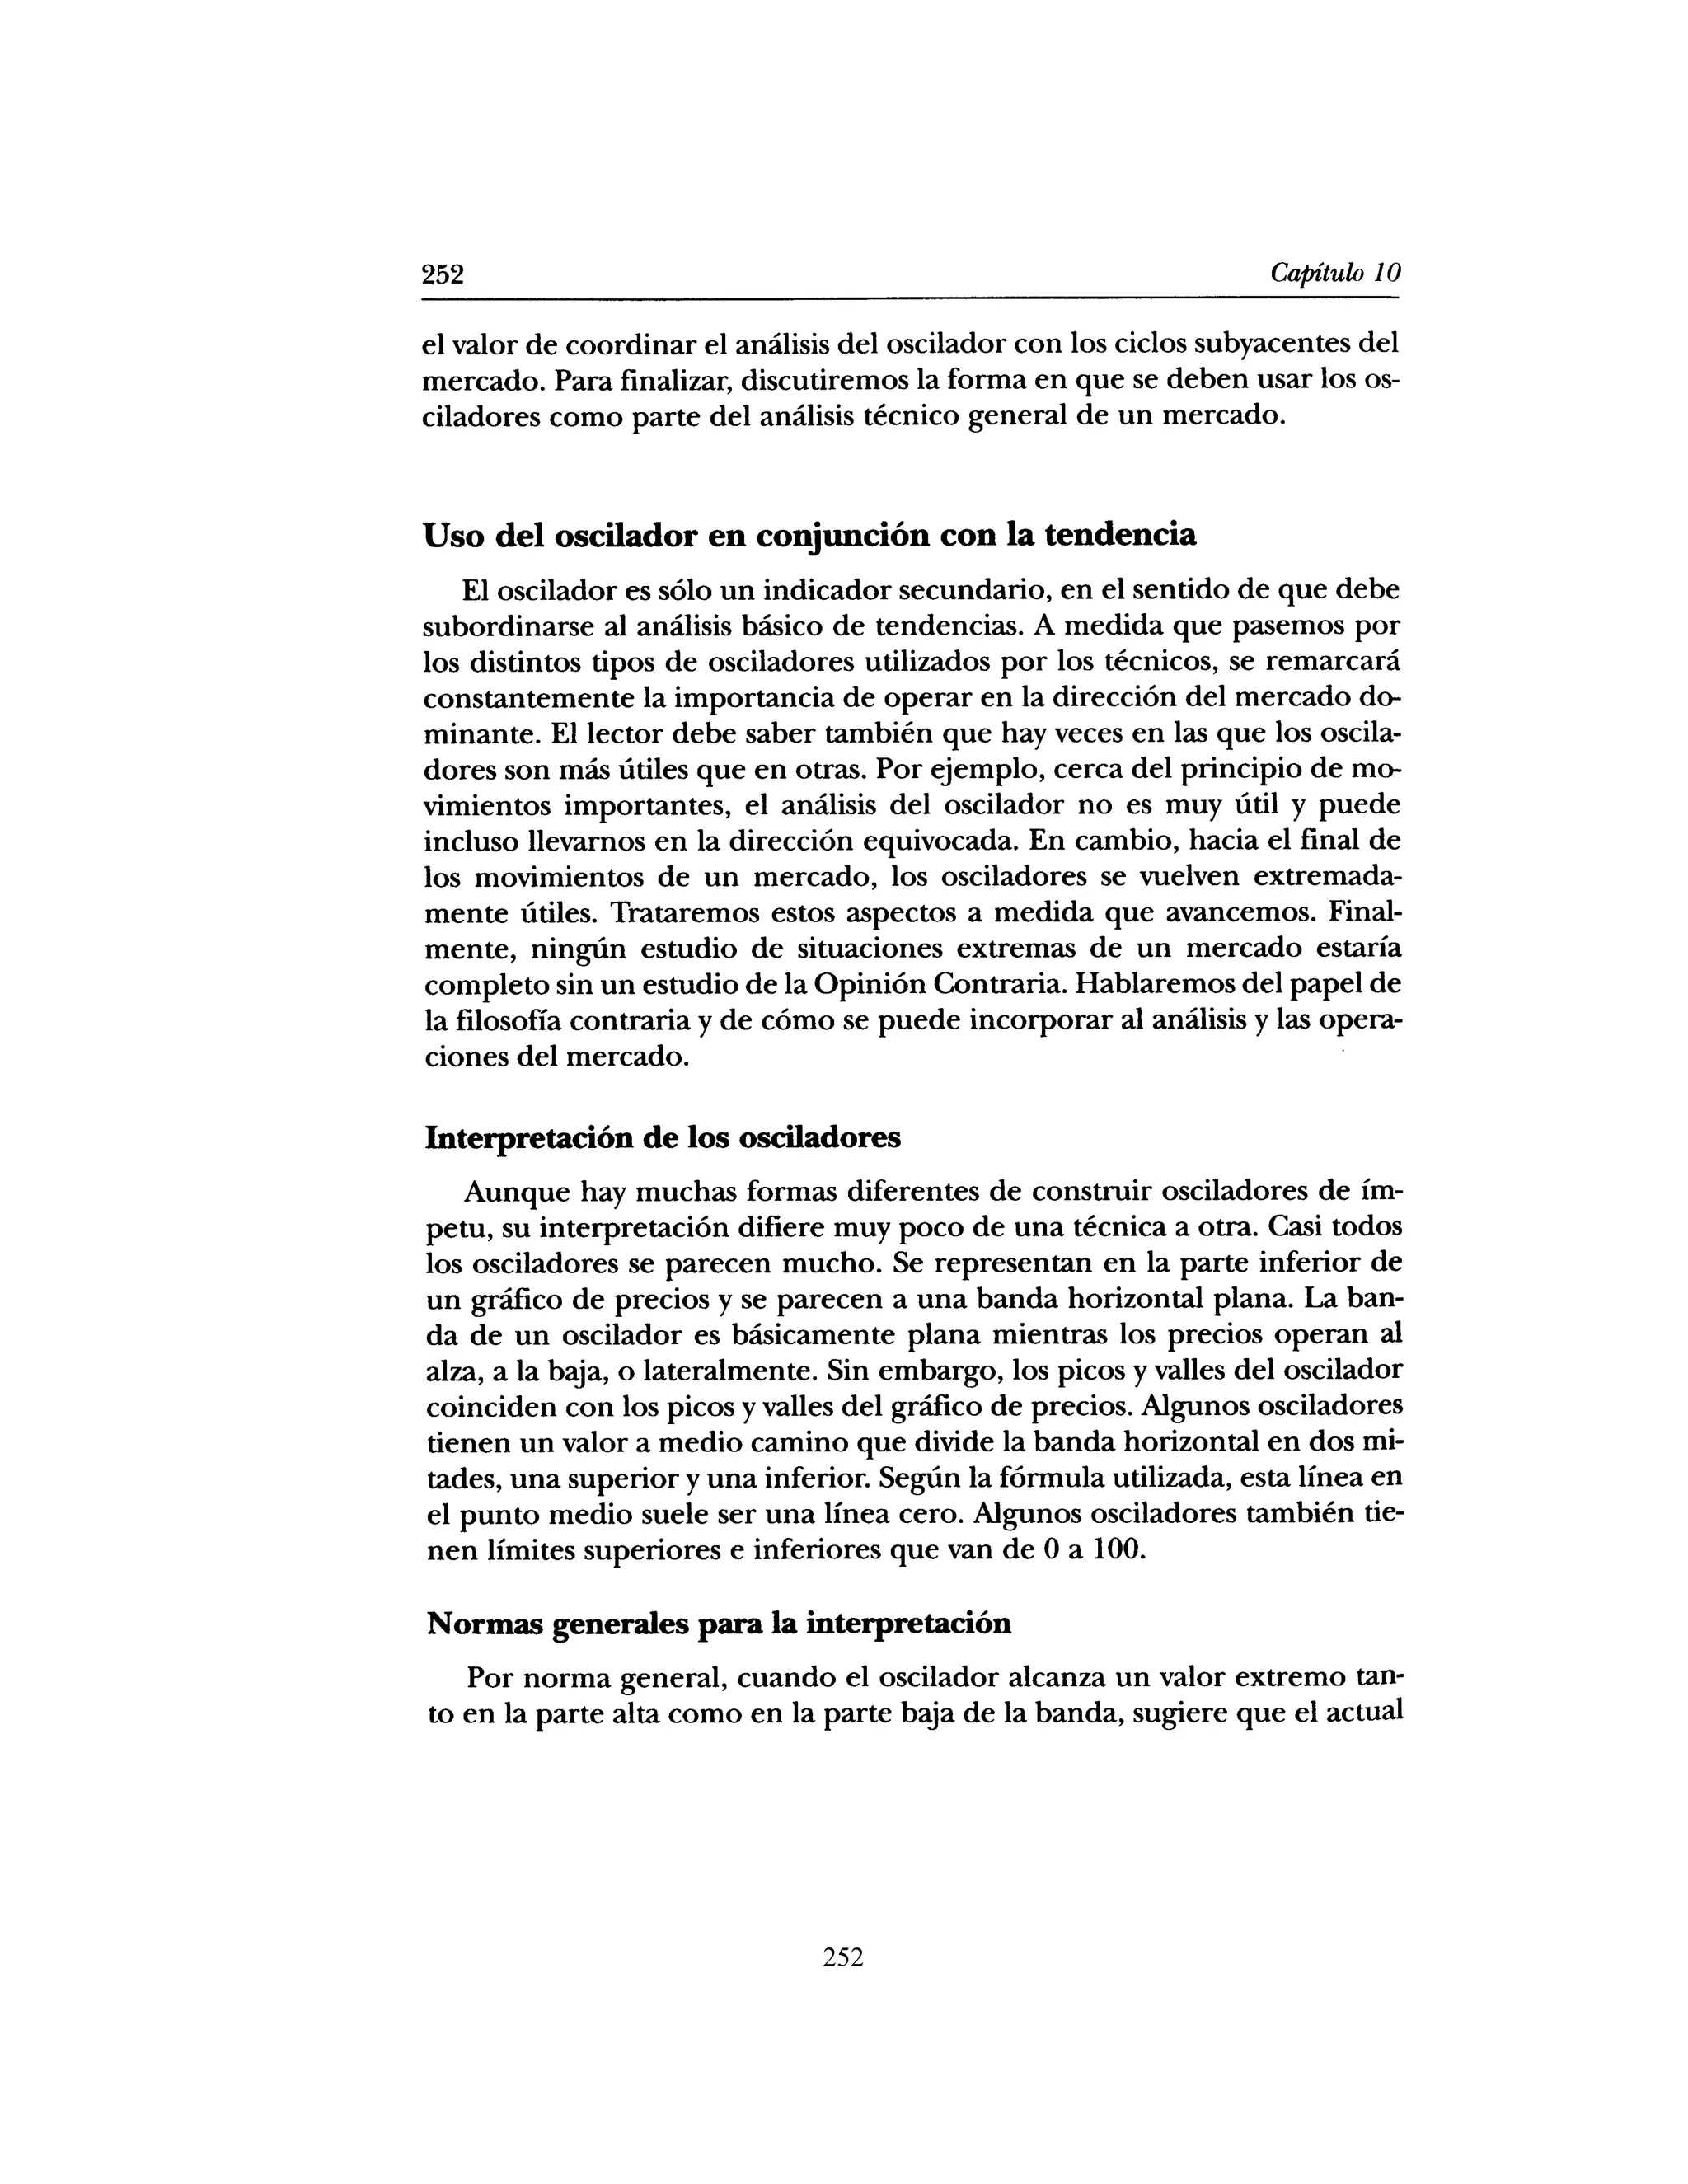 252 Capítulo 10
el valor de coordinar el análisis del oscilador con los ciclos subyacentes del
mercado. Para finalizar, discutiremos la forma en que se deben usar los os-
ciladores como parte del análisis técnico general de un mercado.
Uso del oscilador en conjunción con la tendencia
El oscilador es sólo un indicador secundario, en el sentido de que debe
subordinarse al análisis básico de tendencias. A medida que pasemos por
los distintos tipos de osciladores utilizados por los técnicos, se remarcará
constantemente la importancia de operar en la dirección del mercado do-
minante. El lector debe saber también que hay veces en las que los oscila-
dores son más útiles que en otras. Por ejemplo, cerca del principio de mo-
vimientos importantes, el análisis del oscilador no es muy útil y puede
incluso llevarnos en la dirección equivocada. En cambio, hacia el final de
los movimientos de un mercado, los osciladores se vuelven extremada-
mente útiles. Trataremos estos aspectos a medida que avancemos. Final-
mente, ningún estudio de situaciones extremas de un mercado estaría
completo sin un estudio de la Opinión Contraria. Hablaremos del papel de
la filosofía contraria y de cómo se puede incorporar al análisis y las opera-
ciones del mercado.
Interpretación de los osciladores
Aunque hay muchas formas diferentes de construir osciladores de ím-
petu, su interpretación difiere muy poco de una técnica a otra. Casi todos
los osciladores se parecen mucho. Se representan en la parte inferior de
un gráfico de precios y se parecen a una banda horizontal plana. La ban-
da de un oscilador es básicamente plana mientras los precios operan al
alza, a la baja, o lateralmente. Sin embargo, los picos y valles del oscilador
coinciden con los picos y valles del gráfico de precios. Algunos osciladores
tienen un valor a medio camino que divide la banda horizontal en dos mi-
tades, una superior y una inferior. Según la fórmula utilizada, esta línea en
el punto medio suele ser una línea cero. Algunos osciladores también tie-
nen límites superiores e inferiores que van de 0 a 100.
Normas generales para la interpretación
Por norma general, cuando el oscilador alcanza un valor extremo tan-
to en la parte alta como en la parte baja de la banda, sugiere que el actual
252